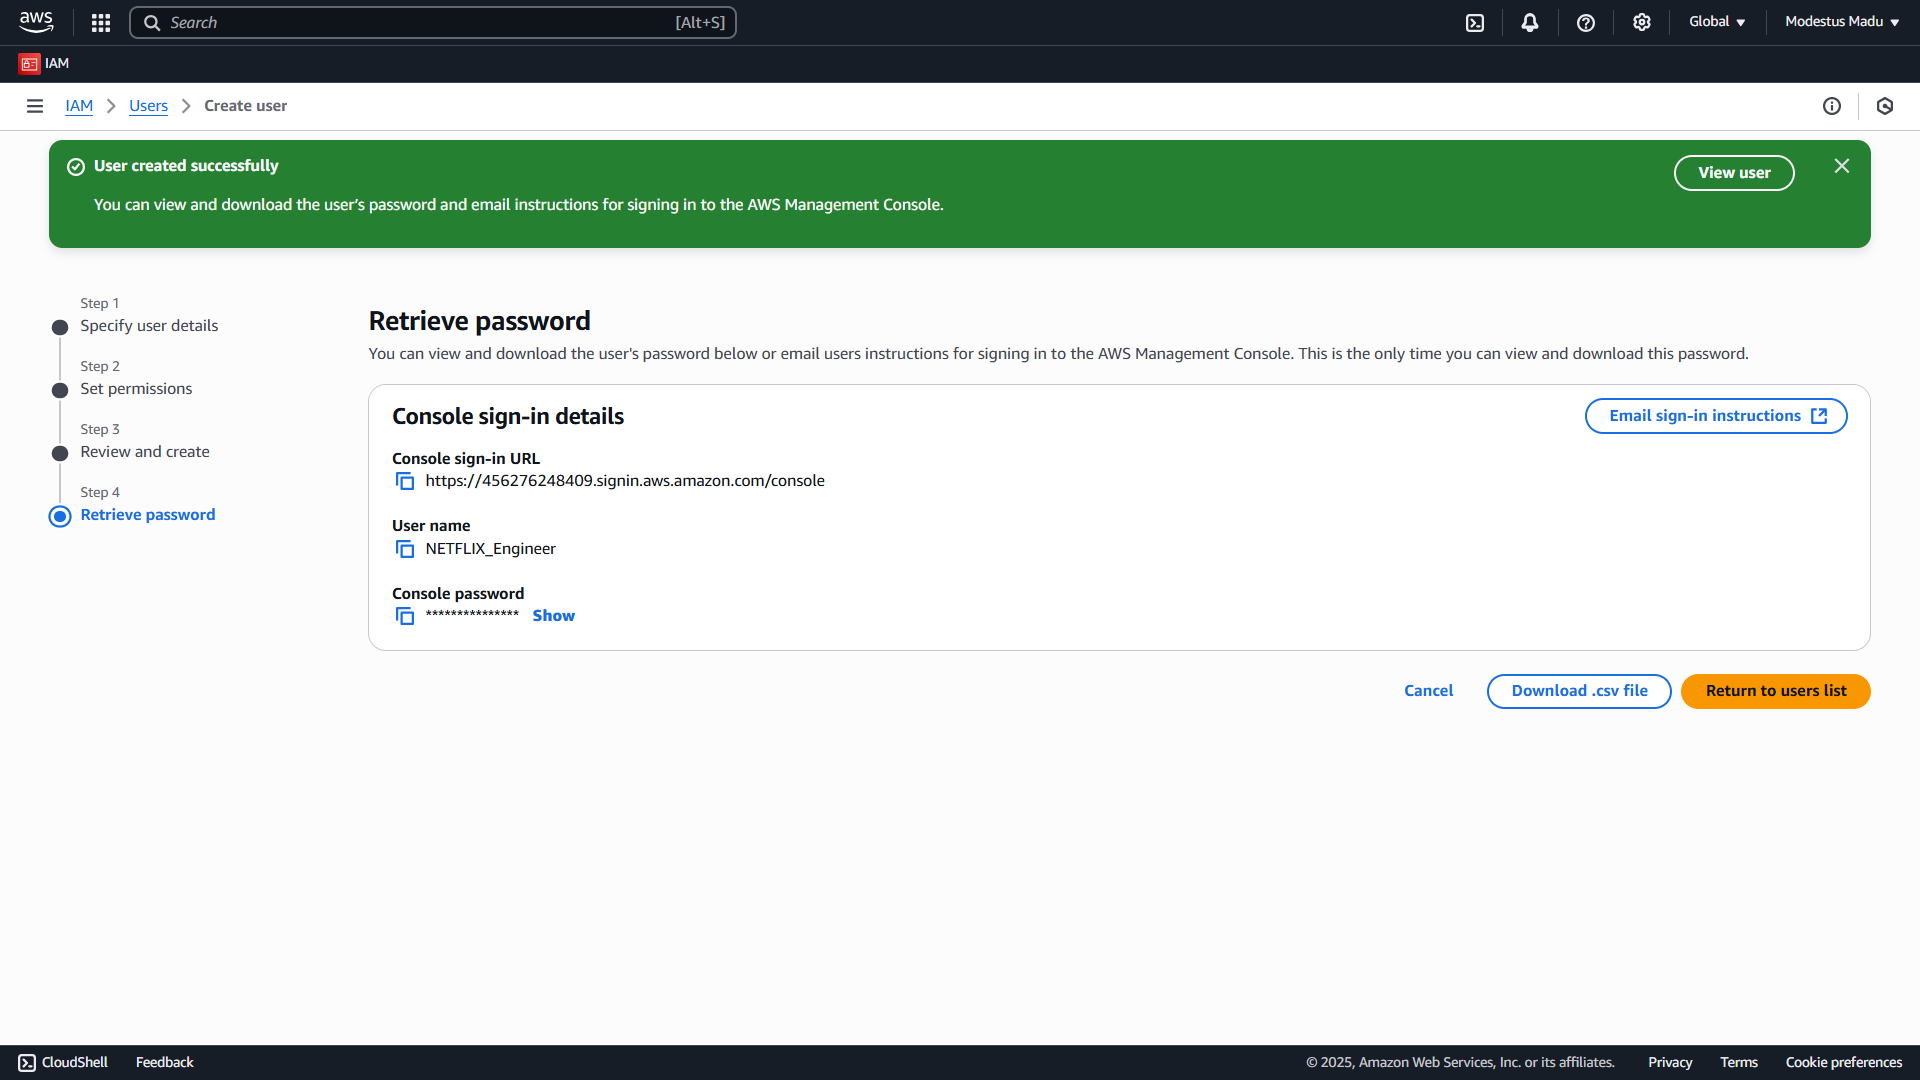 aws
Search
[Alt+S]
Global
Modestus Madu
IAM
IAM
Users
Create user
User created successfully
View user
You can view and download the user's password and email instructions for signing in to the AWS Management Console.
Step 1
Specify user details
Step 2
Set permissions
Step 3
Review and create
Step 4
Retrieve password
Retrieve password
You can view and download the user's password below or email users instructions for signing in to the AWS Management Console. This is the only time you can view and download this password.
Console sign-in details
Email sign-in instructions
Console sign-in URL
https://456276248409.signin.aws.amazon.com/console
User name
NETFLIX_Engineer
Console password
*************** Show
Cancel
Download .csv file
Return to users list
CloudShell
Feedback
© 2025, Amazon Web Services, Inc. or its affiliates.
Privacy
Terms
Cookie preferences